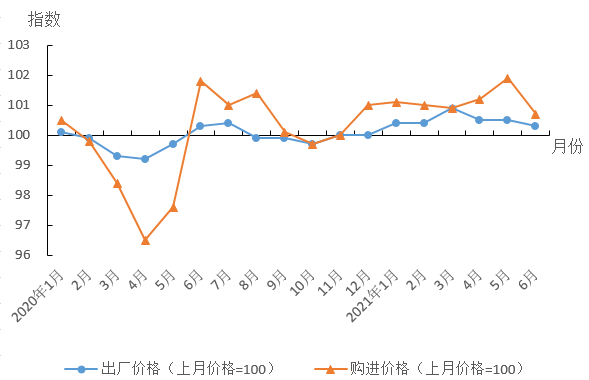 指数
103
102
101
100
99
98
97
96
月份
2020年1月
2月
3月
4月
5月
6月
7月
8月
9月
10月
11月
12月
2021年1月
2月
3月
4月
5月
6月
出厂价格（上月价格=100）
购进价格（上月价格=100）